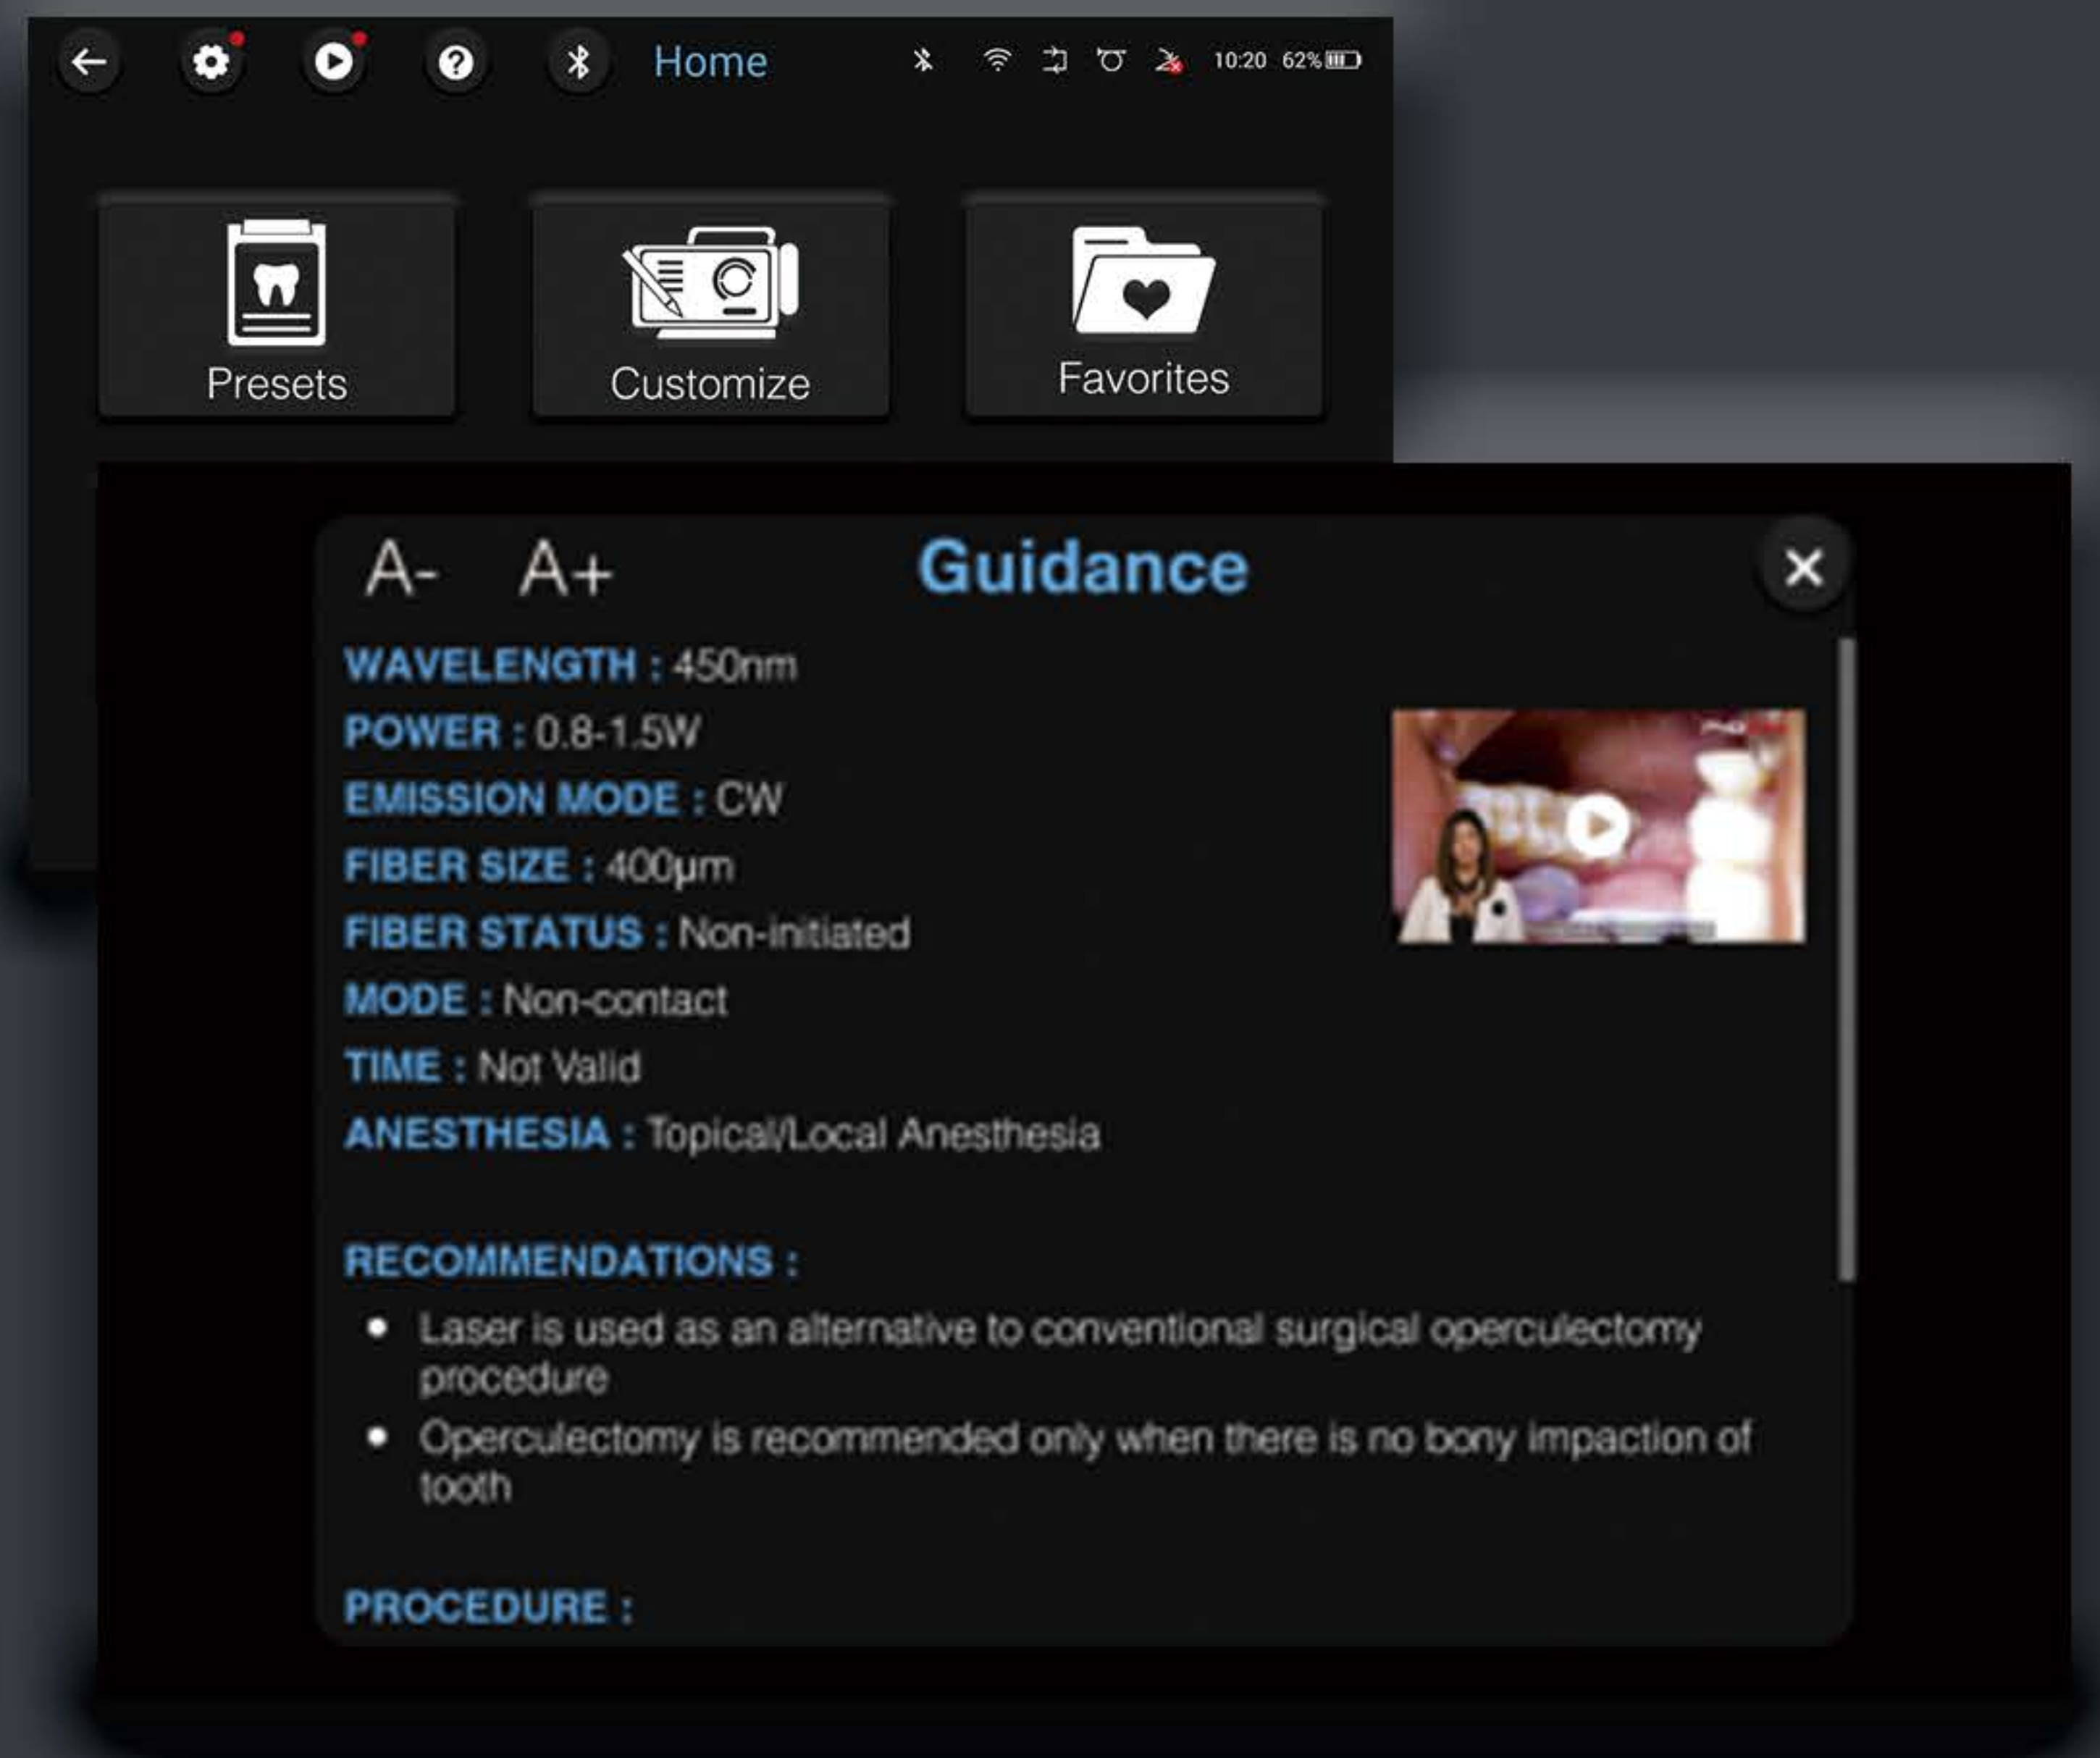 Home
10:20 62%
Presets
Customize
Favorites
A- A+ Guidance
WAVELENGTH : 450nm
POWER : 0.8-1.5W
EMISSION MODE : CW
FIBER SIZE : 400µm
FIBER STATUS : Non-initiated
MODE : Non-contact
TIME : Not Valid
ANESTHESIA : Topical/Local Anesthesia
RECOMMENDATIONS :
Laser is used as an alternative to conventional surgical operculectomy
procedure
Operculectomy is recommended only when there is no bony impaction of
tooth
PROCEDURE :